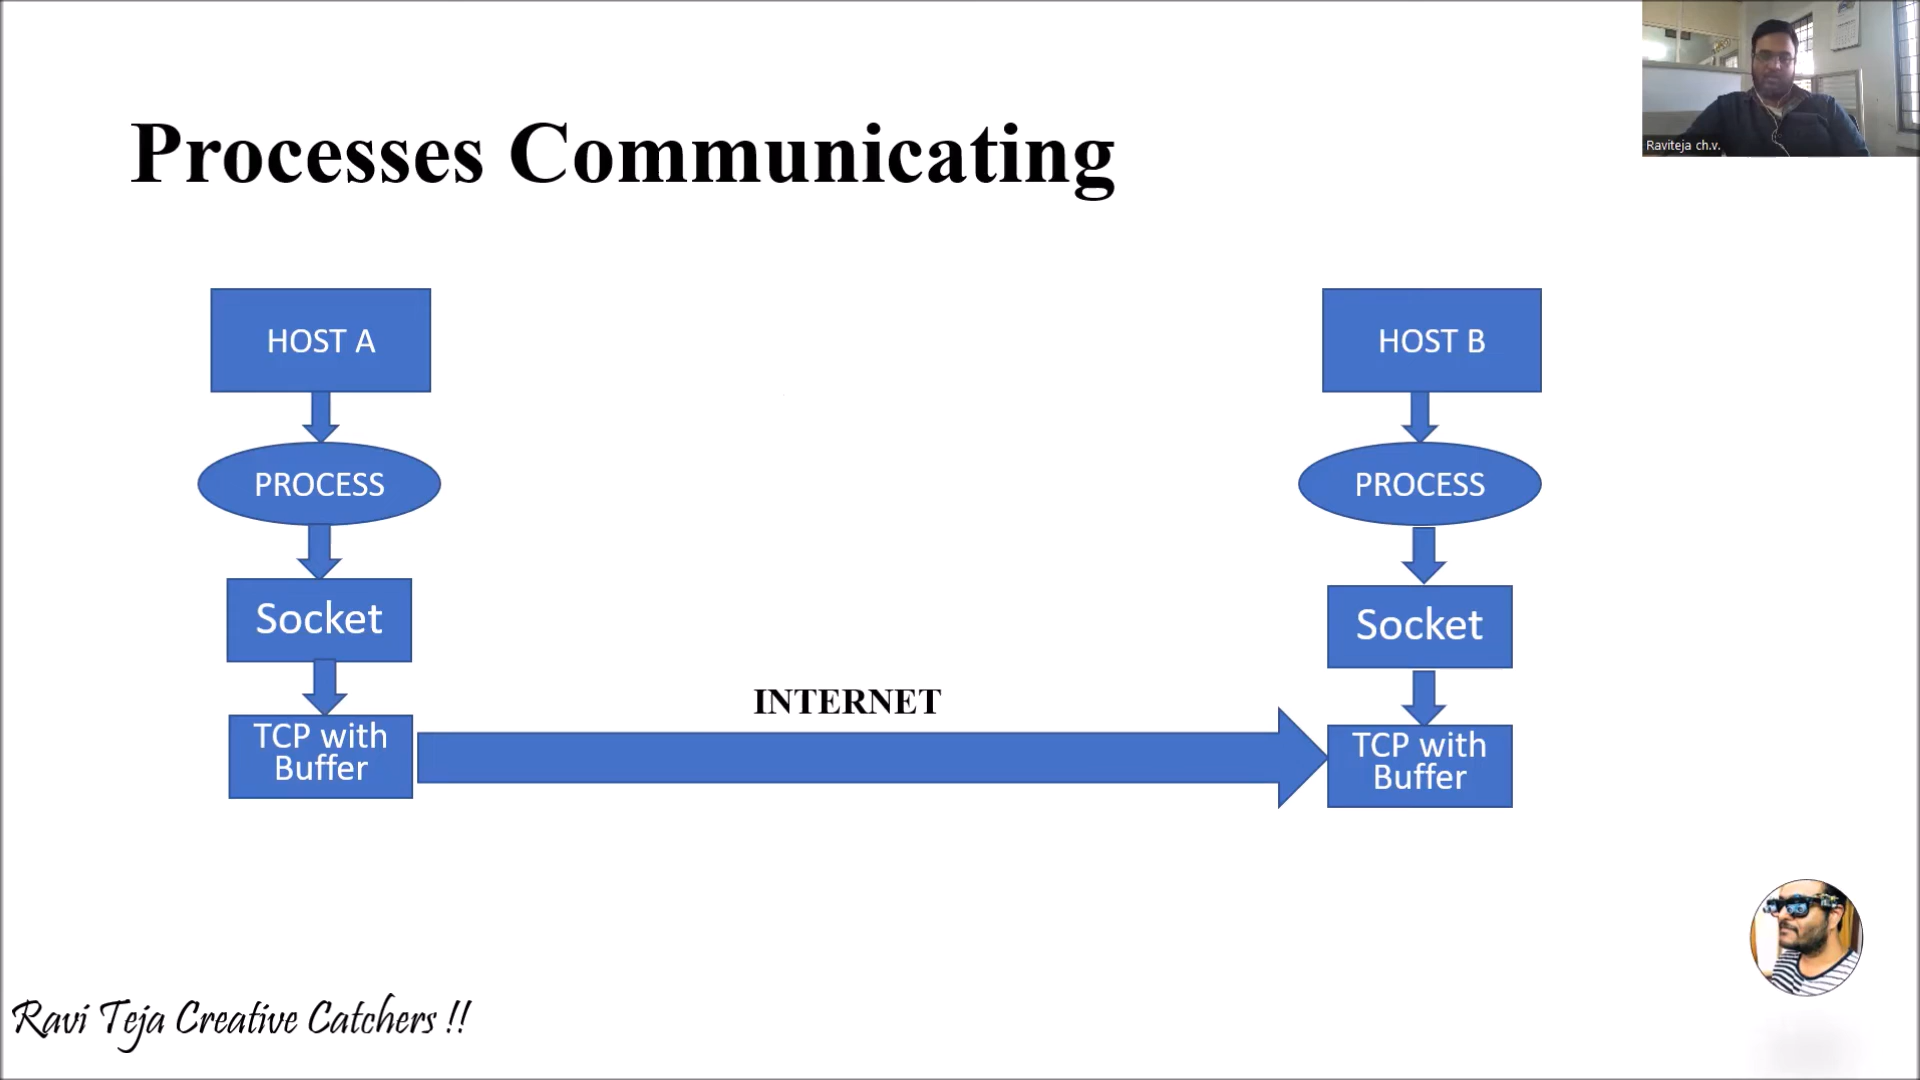 Raviteja ch.v.
Processes Communicating
HOST A
HOST B
PROCESS
PROCESS
Socket
Socket
INTERNET
TCP with
Buffer
TCP with
Buffer
Ravi Teja Creative Catchers !!